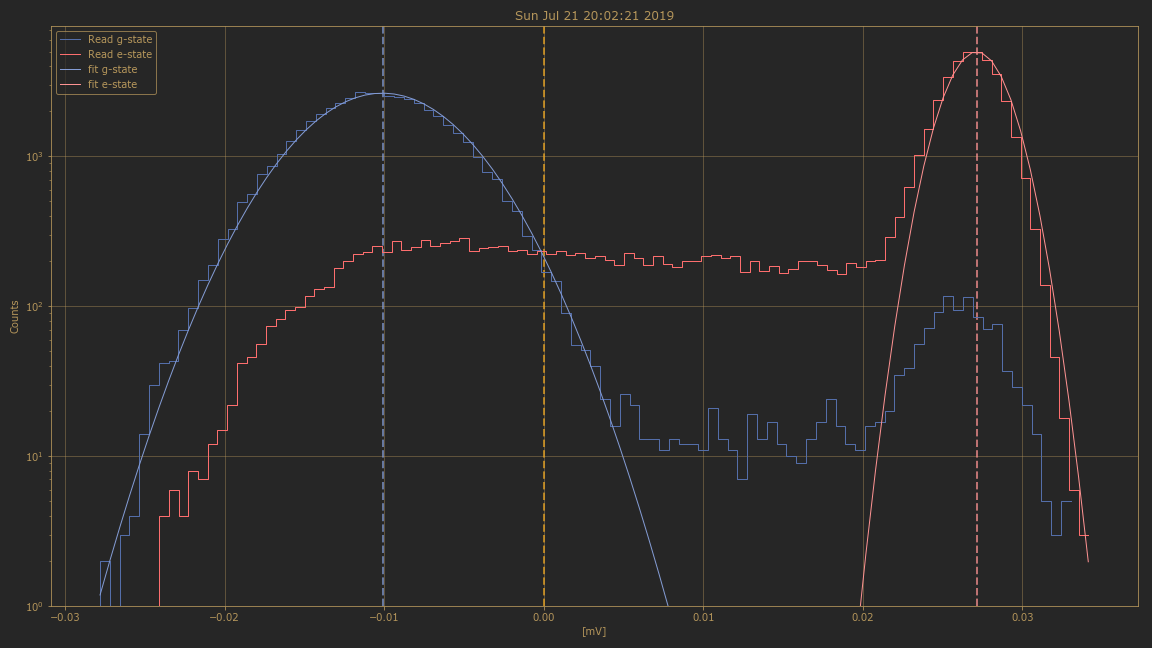 Sun Jul 21 20:02:21 2019
Read g-state
Read e-state
fit g-state
fit e-state
Counts
10³
10²
10¹
10⁰
−0.03 −0.02 −0.01 0.00 0.01 0.02 0.03
[mV]